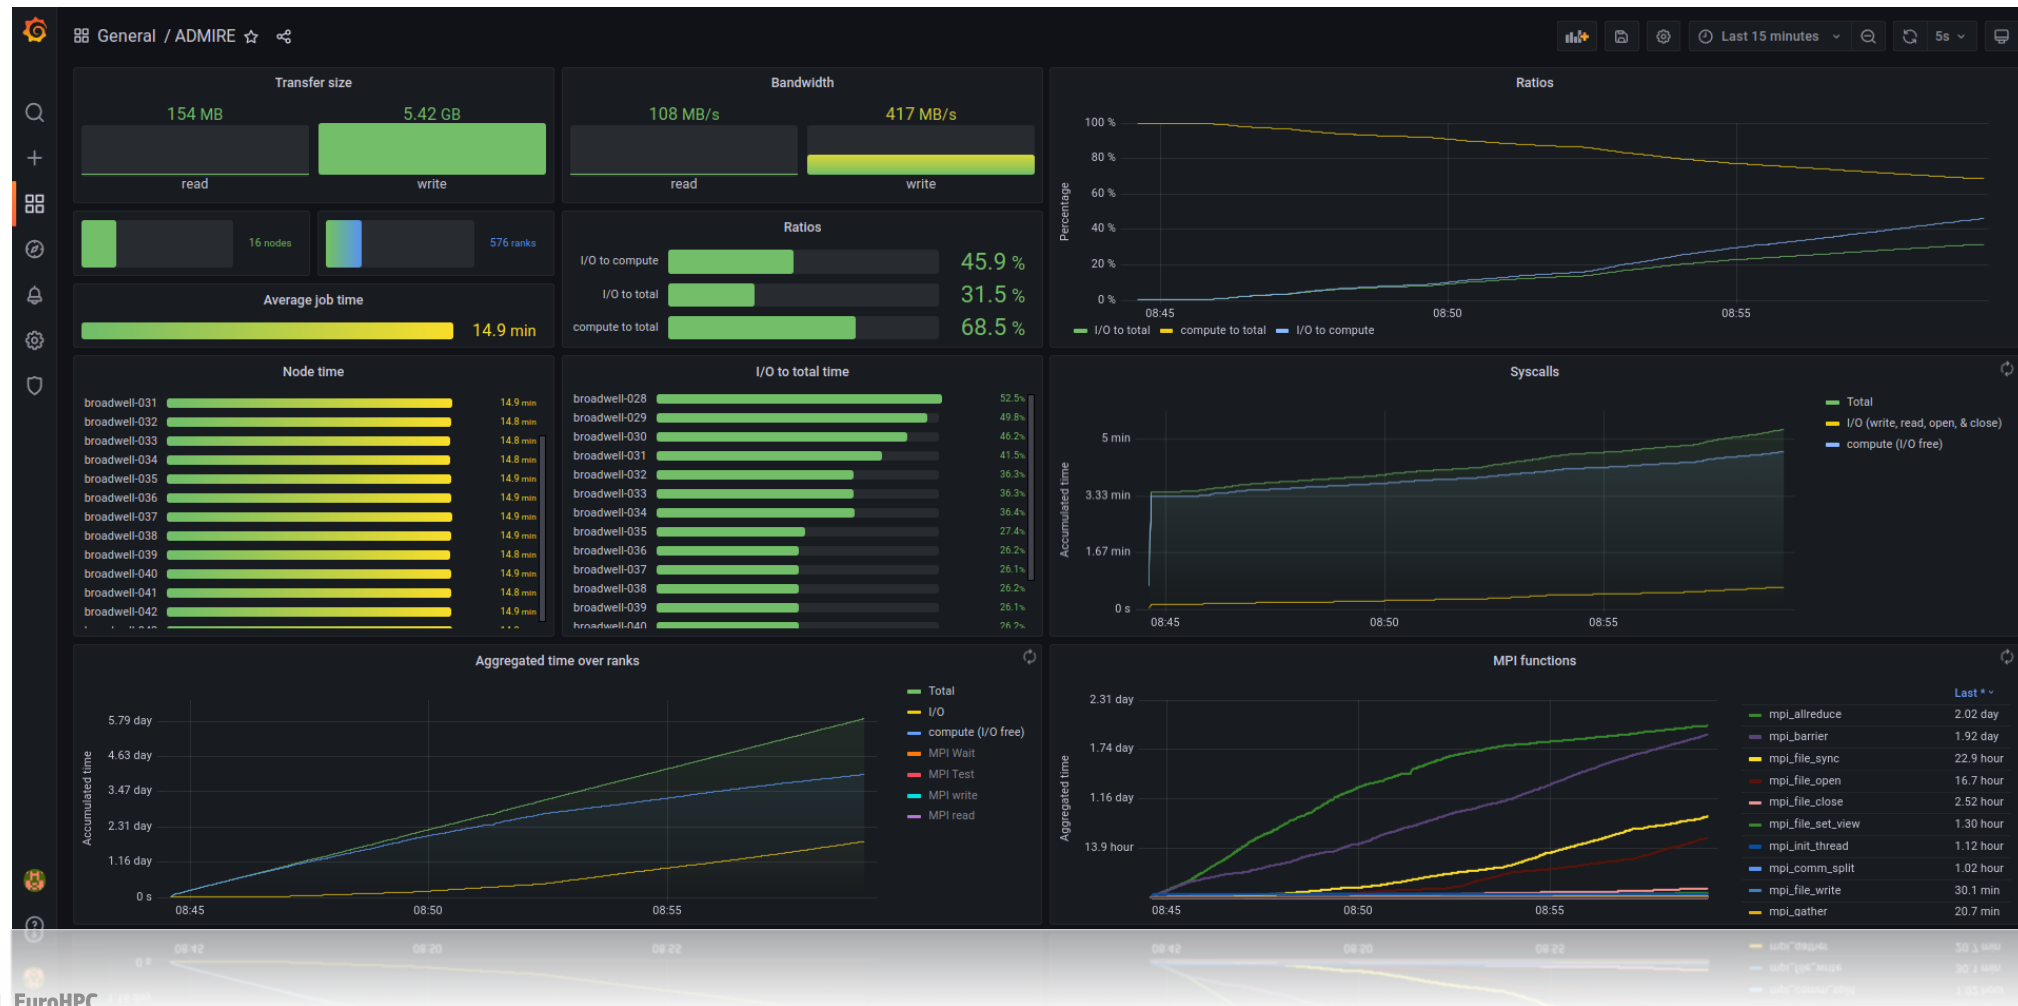 General / ADMIRE
Last 15 minutes
5s
Transfer size
154 MB
5.42 GB
read
write
Bandwidth
108 MB/s
417 MB/s
read
write
16 nodes
576 ranks
Average job time
14.9 min
Ratios
I/O to compute 45.9 %
I/O to total 31.5 %
compute to total 68.5 %
Ratios
Percentage
100 %
80 %
60 %
40 %
20 %
0 %
08:45 08:50 08:55
I/O to total compute to total I/O to compute
Node time
broadwell-031 14.9 min
broadwell-032 14.8 min
broadwell-033 14.8 min
broadwell-034 14.8 min
broadwell-035 14.9 min
broadwell-036 14.9 min
broadwell-037 14.9 min
broadwell-038 14.9 min
broadwell-039 14.8 min
broadwell-040 14.9 min
broadwell-041 14.8 min
broadwell-042 14.9 min
I/O to total time
broadwell-028 52.5%
broadwell-029 49.8%
broadwell-030 46.2%
broadwell-031 41.5%
broadwell-032 36.3%
broadwell-033 36.3%
broadwell-034 36.4%
broadwell-035 27.4%
broadwell-036 26.2%
broadwell-037 26.1%
broadwell-038 26.2%
broadwell-039 26.1%
broadwell-040 26.2%
Syscalls
Accumulated time
5 min
3.33 min
1.67 min
0 s
08:45 08:50 08:55
Total
I/O (write, read, open, & close)
compute (I/O free)
Aggregated time over ranks
Accumulated time
5.79 day
4.63 day
3.47 day
2.31 day
1.16 day
0 s
08:45 08:50 08:55
Total
I/O
compute (I/O free)
MPI Wait
MPI Test
MPI write
MPI read
MPI functions
Aggregated time
2.31 day
1.74 day
1.16 day
13.9 hour
08:45 08:50 08:55
Last *
mpi_allreduce 2.02 day
mpi_barrier 1.92 day
mpi_file_sync 22.9 hour
mpi_file_open 16.7 hour
mpi_file_close 2.52 hour
mpi_file_set_view 1.30 hour
mpi_init_thread 1.12 hour
mpi_comm_split 1.02 hour
mpi_file_write 30.1 min
mpi_gather 20.7 min
EuroHPC